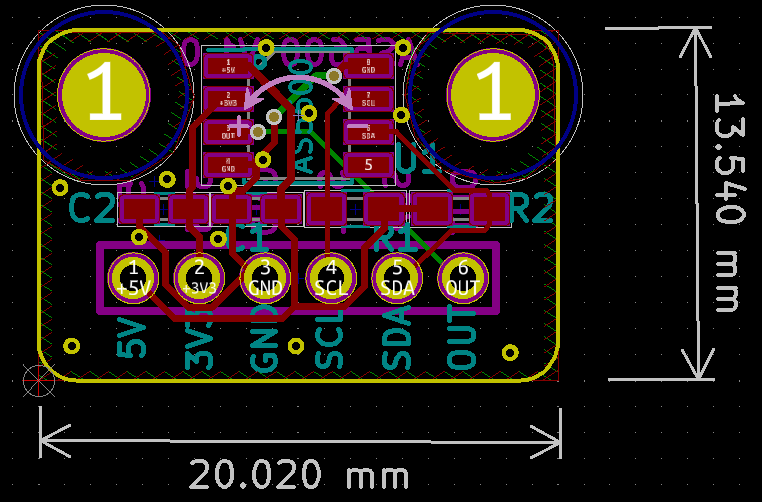 1
1
1
+5V
2
+3V3
3
OUT
4
GND
8
GND
7
SCL
6
SDA
5
U1
C2
C1
R1
R2
1
+5V
2
+3V3
3
GND
4
SCL
5
SDA
6
OUT
5V
3V3
GND
SCL
SDA
OUT
13.540 mm
20.020 mm